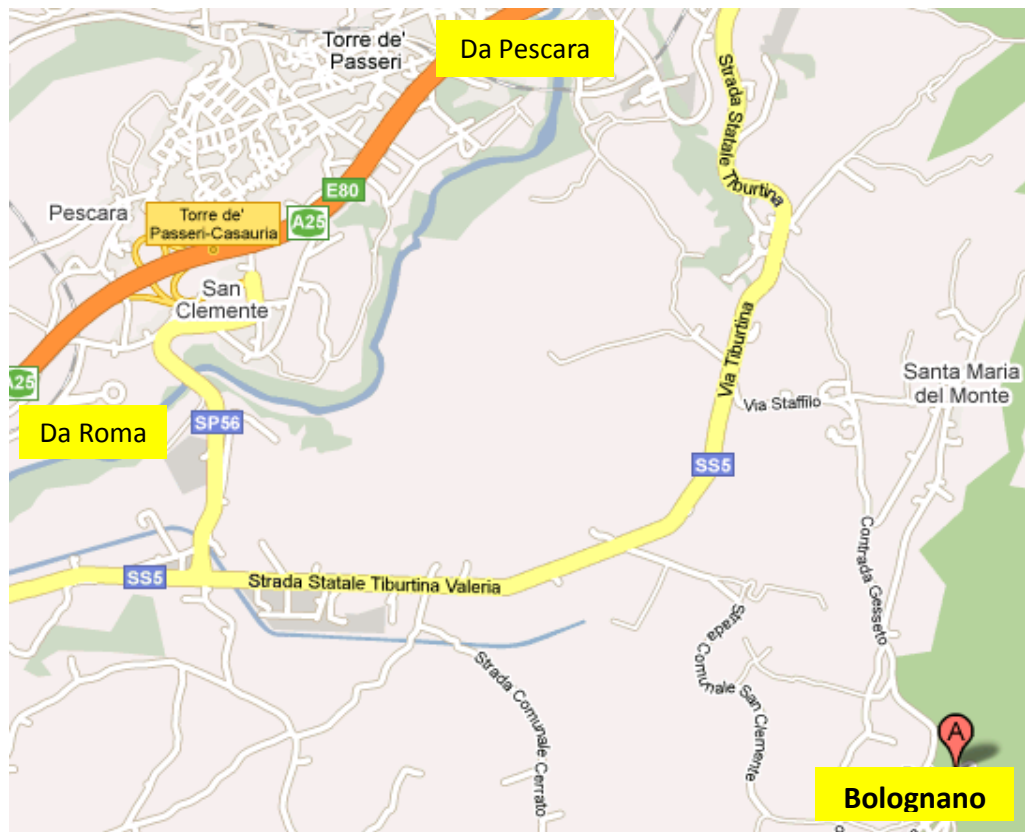 Torre de'
Passeri
Da Pescara
Strada Statale Tiburtina
E80
A25
Pescara
Torre de'
Passeri-Casauria
San
Clemente
Via Tiburtina
A25
Santa Maria
del Monte
Via Staffilo
Da Roma
SP56
SS5
SS5
Strada Statale Tiburtina Valeria
Contrada Gesseto
Strada Comunale San Clemente
Strada Comunale Cerrato
A
Bolognano